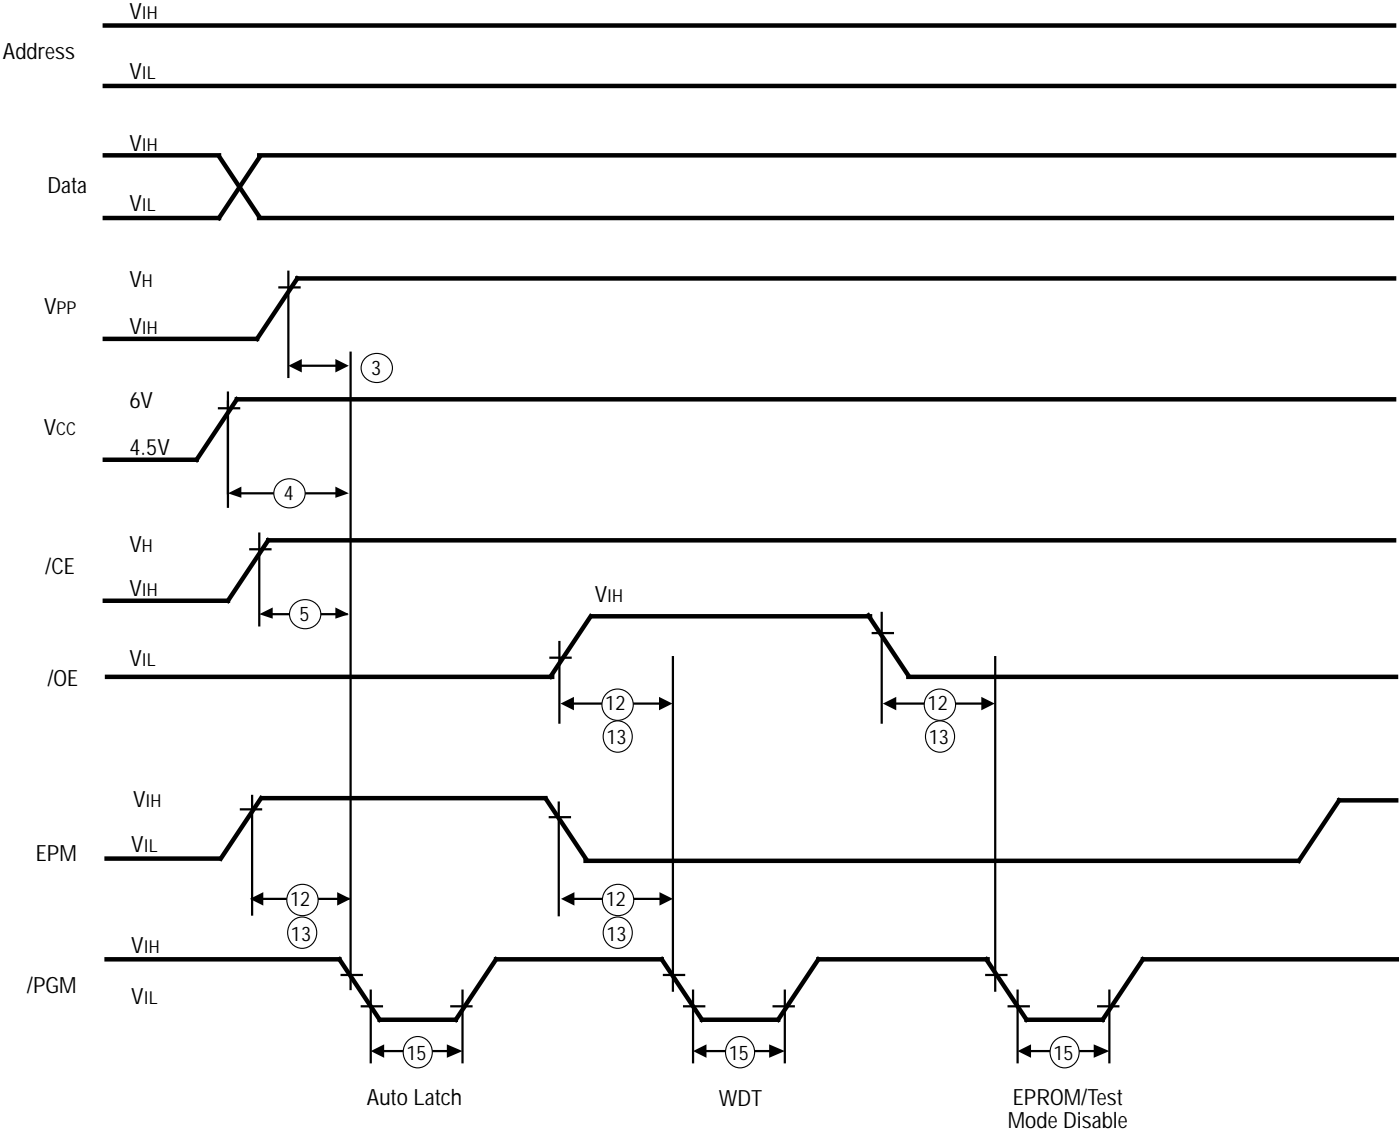 VIH
Address
VIL
VIH
Data
VIL
VH
VPP
VIH
3
6V
VCC
4.5V
4
VH
/CE
VIH
5
VIH
VIL
/OE
12
12
13
13
VIH
VIL
EPM
12
12
13
13
VIH
/PGM
VIL
15
15
15
Auto Latch
WDT
EPROM/Test
Mode Disable